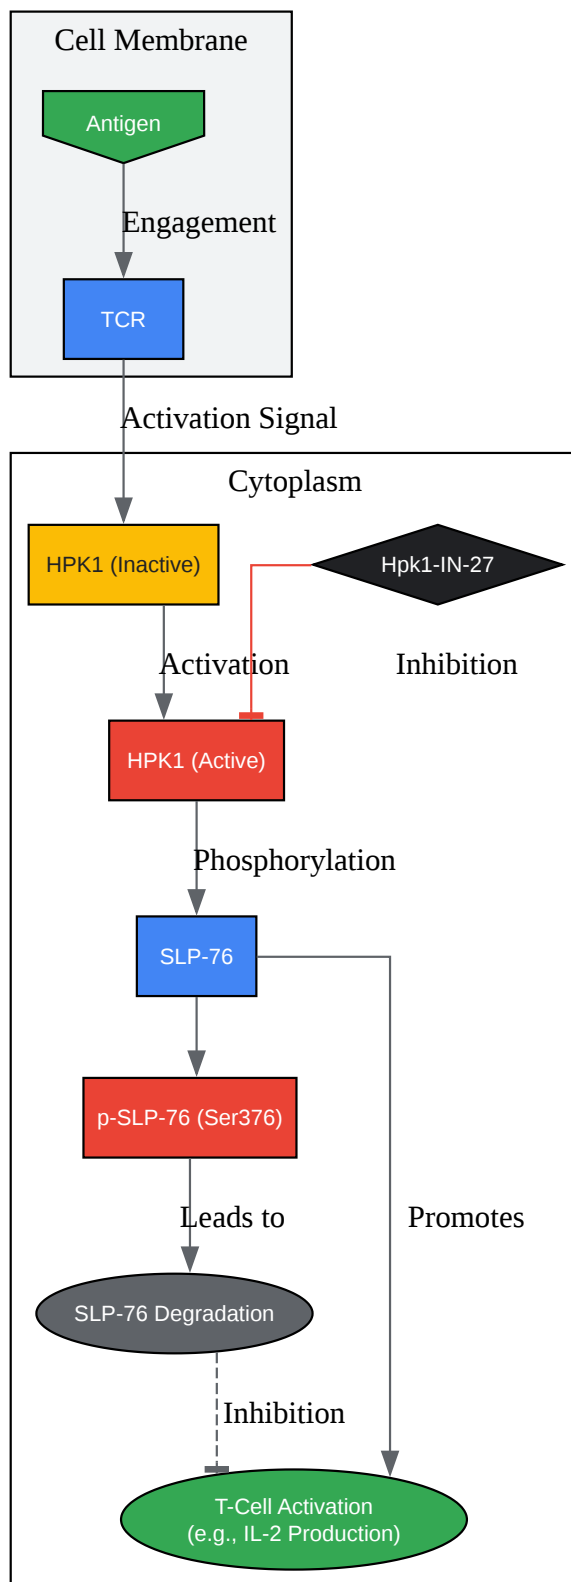 Cell Membrane
Antigen
Engagement
TCR
Activation Signal
Cytoplasm
HPK1 (Inactive)
Hpk1-IN-27
Activation
Inhibition
HPK1 (Active)
Phosphorylation
SLP-76
p-SLP-76 (Ser376)
Leads to
Promotes
SLP-76 Degradation
Inhibition
T-Cell Activation
(e.g., IL-2 Production)